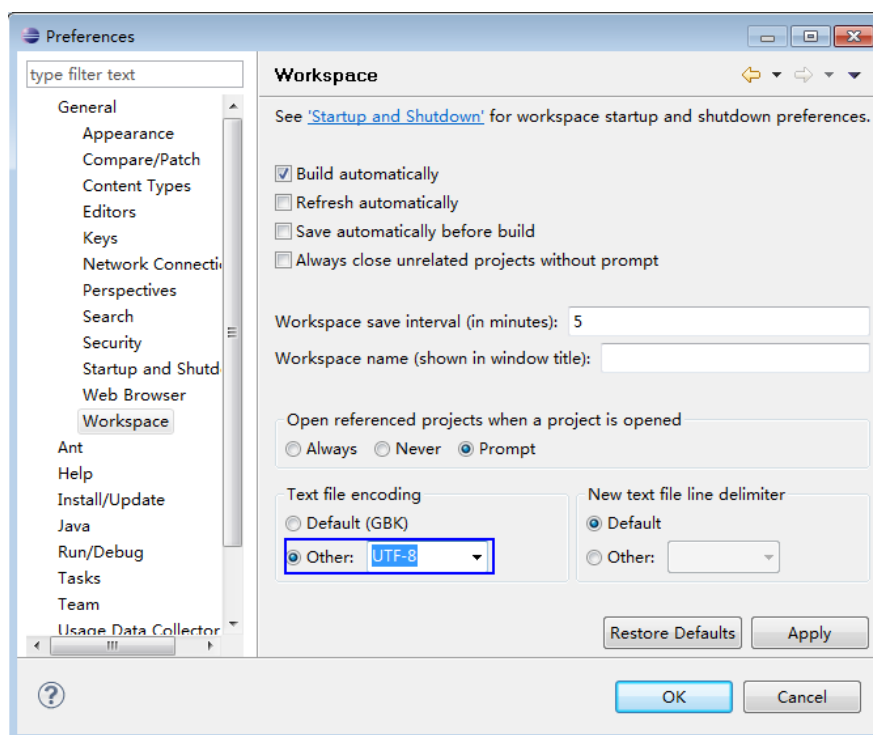 Preferences
type filter text
General
Appearance
Compare/Patch
Content Types
Editors
Keys
Network Connecti
Perspectives
Search
Security
Startup and Shutd
Web Browser
Workspace
Ant
Help
Install/Update
Java
Run/Debug
Tasks
Team
Usage Data Collector
Workspace
See 'Startup and Shutdown' for workspace startup and shutdown preferences.
Build automatically
Refresh automatically
Save automatically before build
Always close unrelated projects without prompt
Workspace save interval (in minutes): 5
Workspace name (shown in window title):
Open referenced projects when a project is opened
Always Never Prompt
Text file encoding
Default (GBK)
Other: UTF-8
New text file line delimiter
Default
Other:
Restore Defaults Apply
OK Cancel